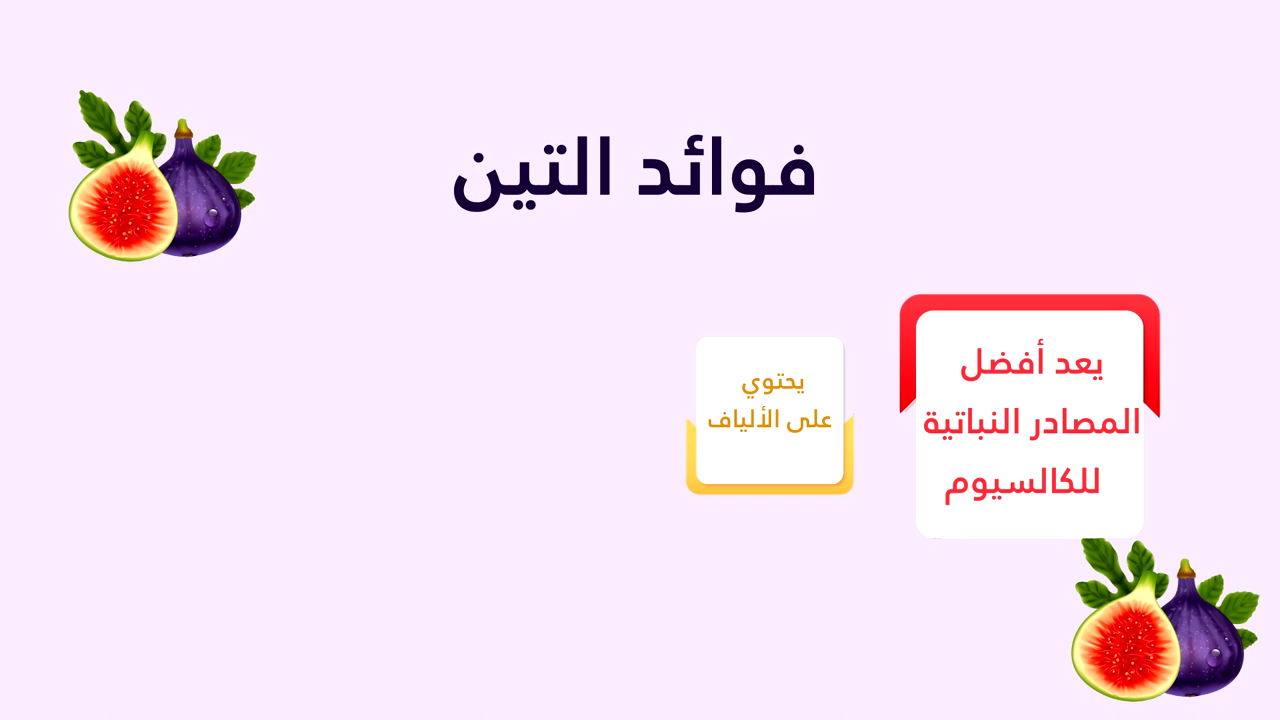 فوائد التين
يعد أفضل
المصادر النباتية
للكالسيوم
يحتوي
على الألياف